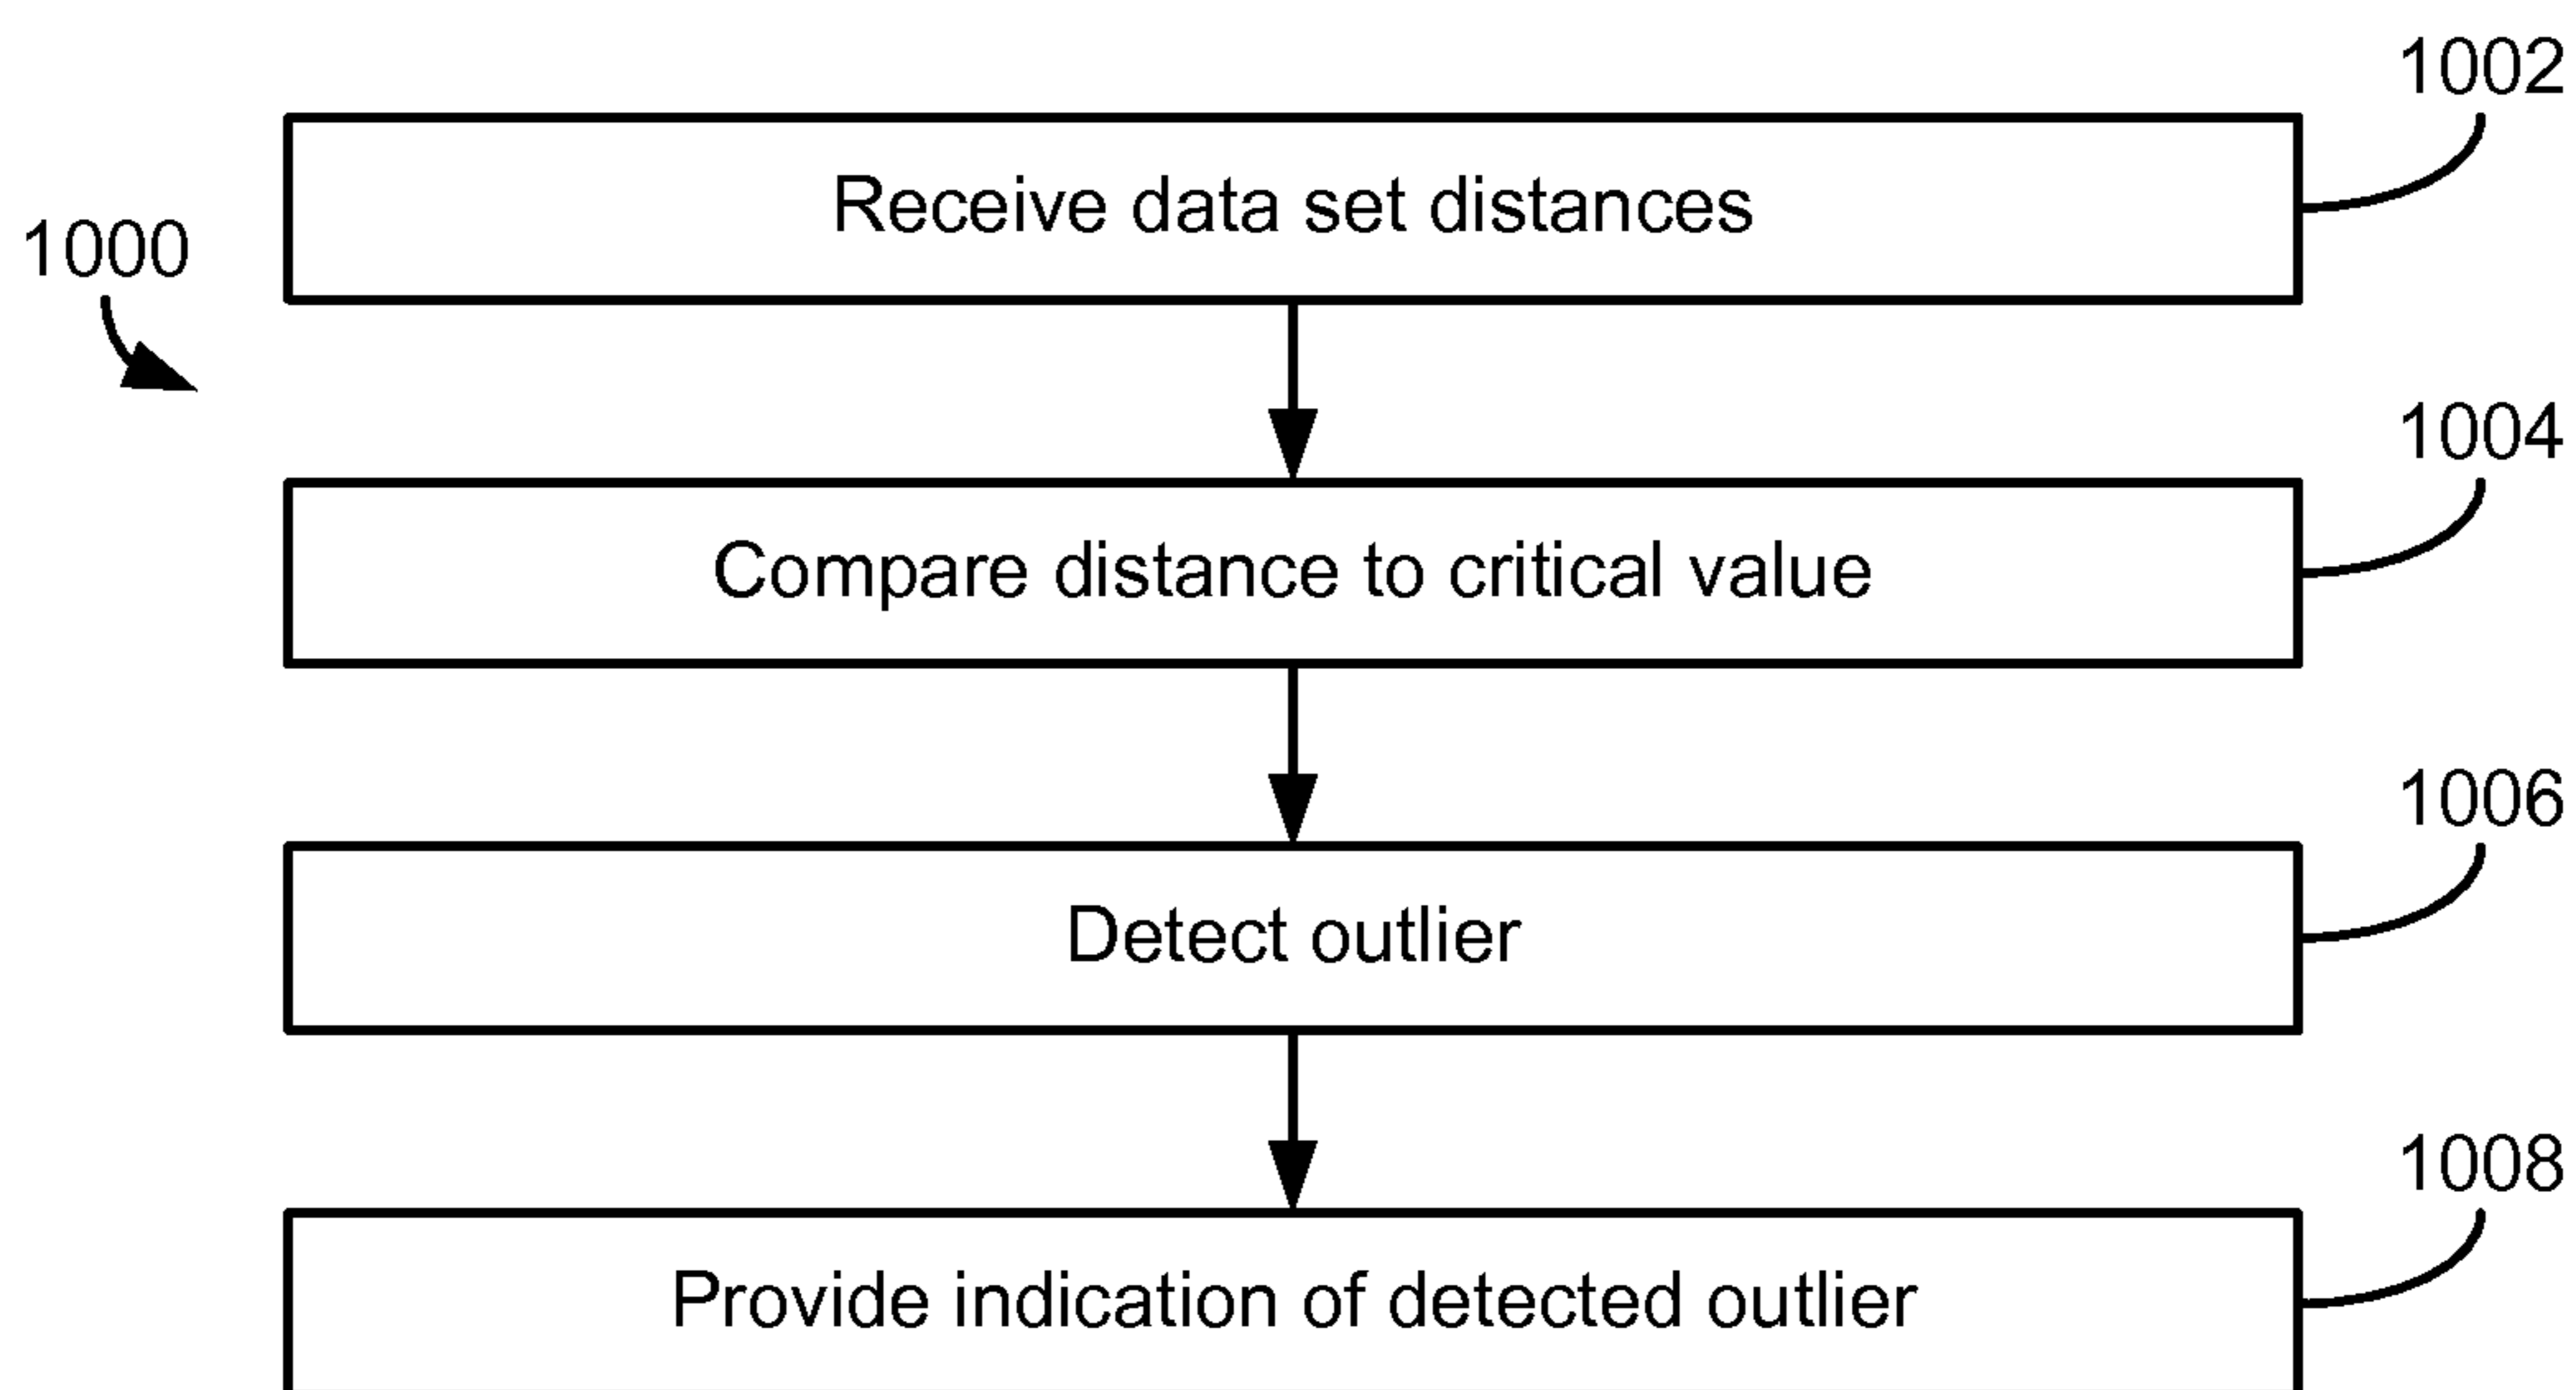 1002
Receive data set distances
1000
1004
Compare distance to critical value
1006
Detect outlier
1008
Provide indication of detected outlier